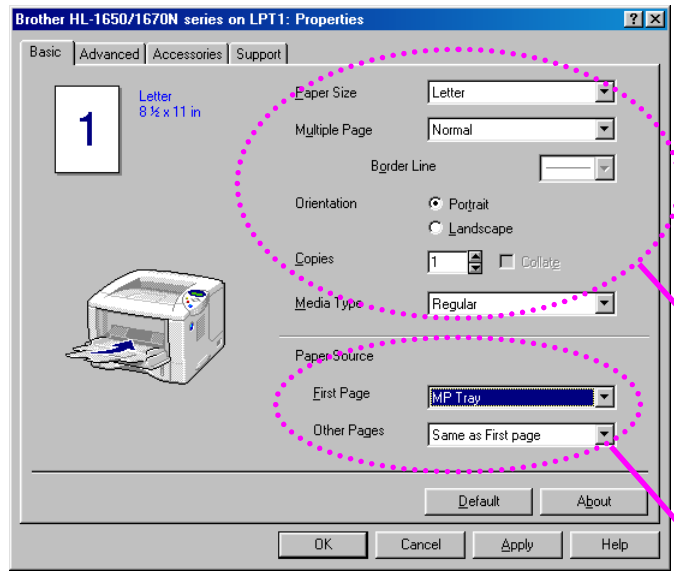 Brother HL-1650/1670N series on LPT1: Properties
Basic Advanced Accessories Support
1
Letter
8 ½ x 11 in
Paper Size Letter
Multiple Page Normal
Border Line
Orientation Portrait
Landscape
Copies 1 Collate
Media Type Regular
Paper Source
First Page MP Tray
Other Pages Same as First page
Default About
OK Cancel Apply Help